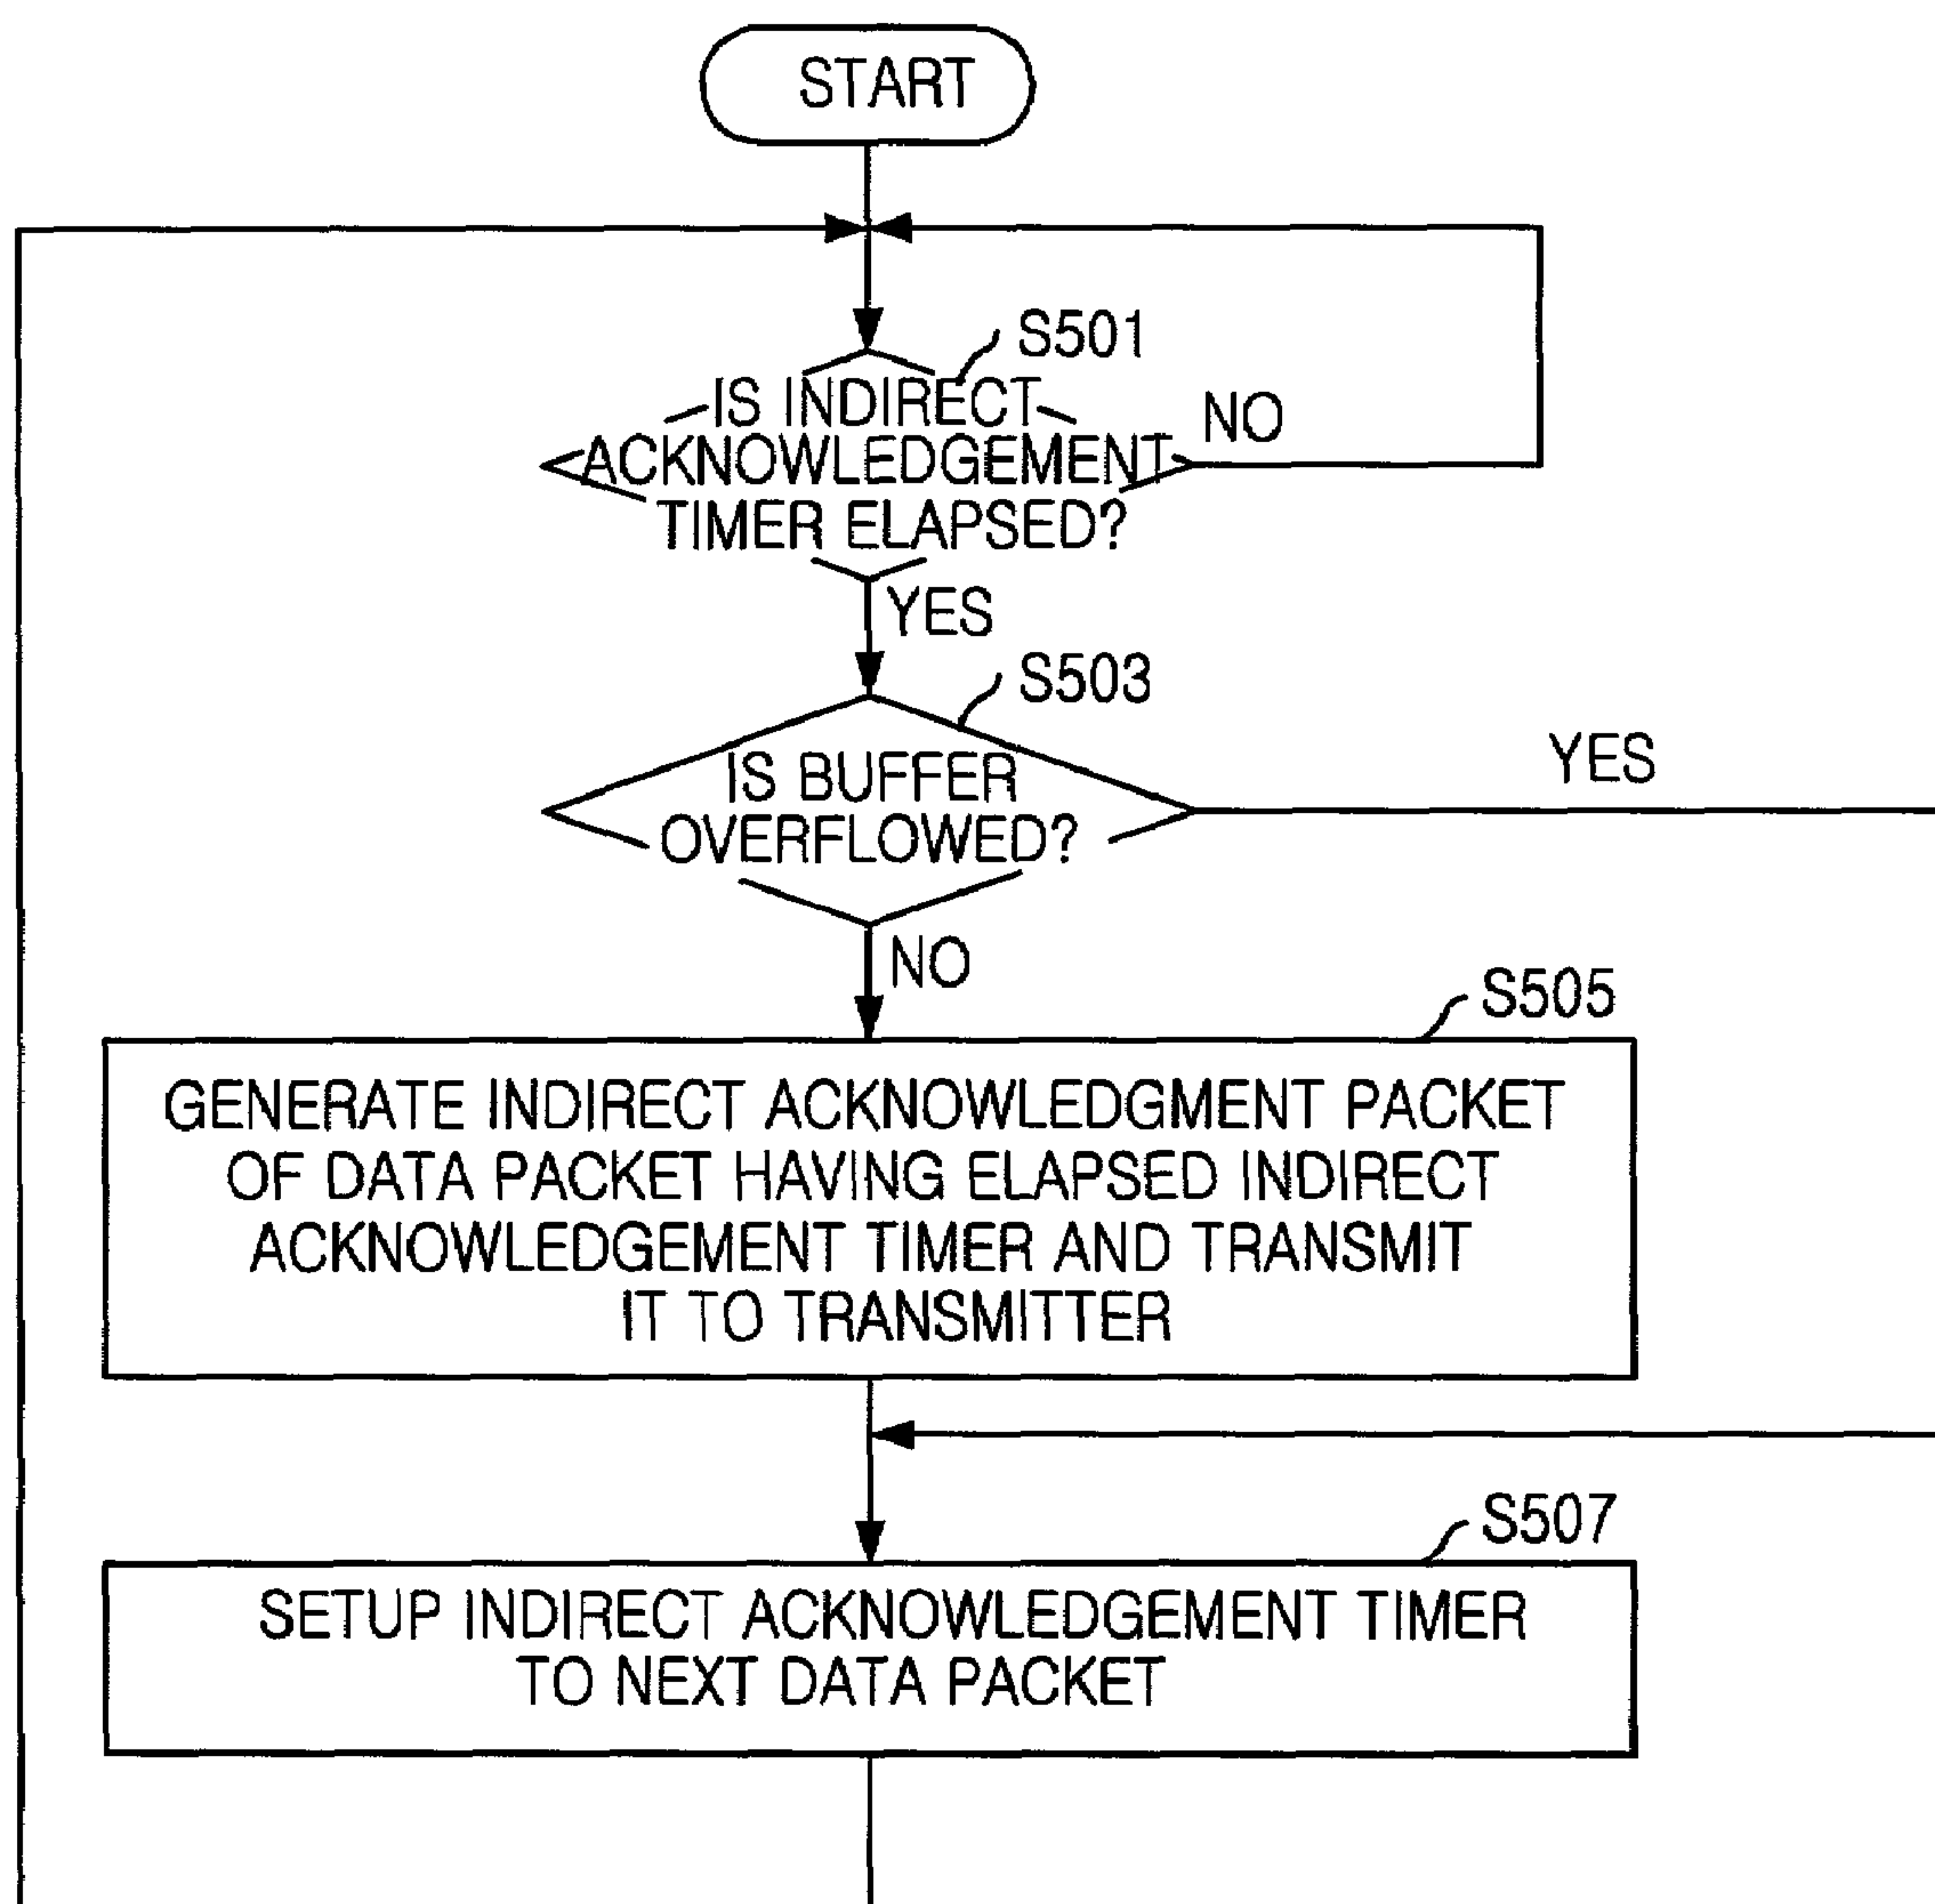 START
S501
IS INDIRECT
ACKNOWLEDGEMENT
TIMER ELAPSED?
NO
YES
S503
IS BUFFER
OVERFLOWED?
YES
NO
S505
GENERATE INDIRECT ACKNOWLEDGMENT PACKET
OF DATA PACKET HAVING ELAPSED INDIRECT
ACKNOWLEDGEMENT TIMER AND TRANSMIT
IT TO TRANSMITTER
S507
SETUP INDIRECT ACKNOWLEDGEMENT TIMER
TO NEXT DATA PACKET